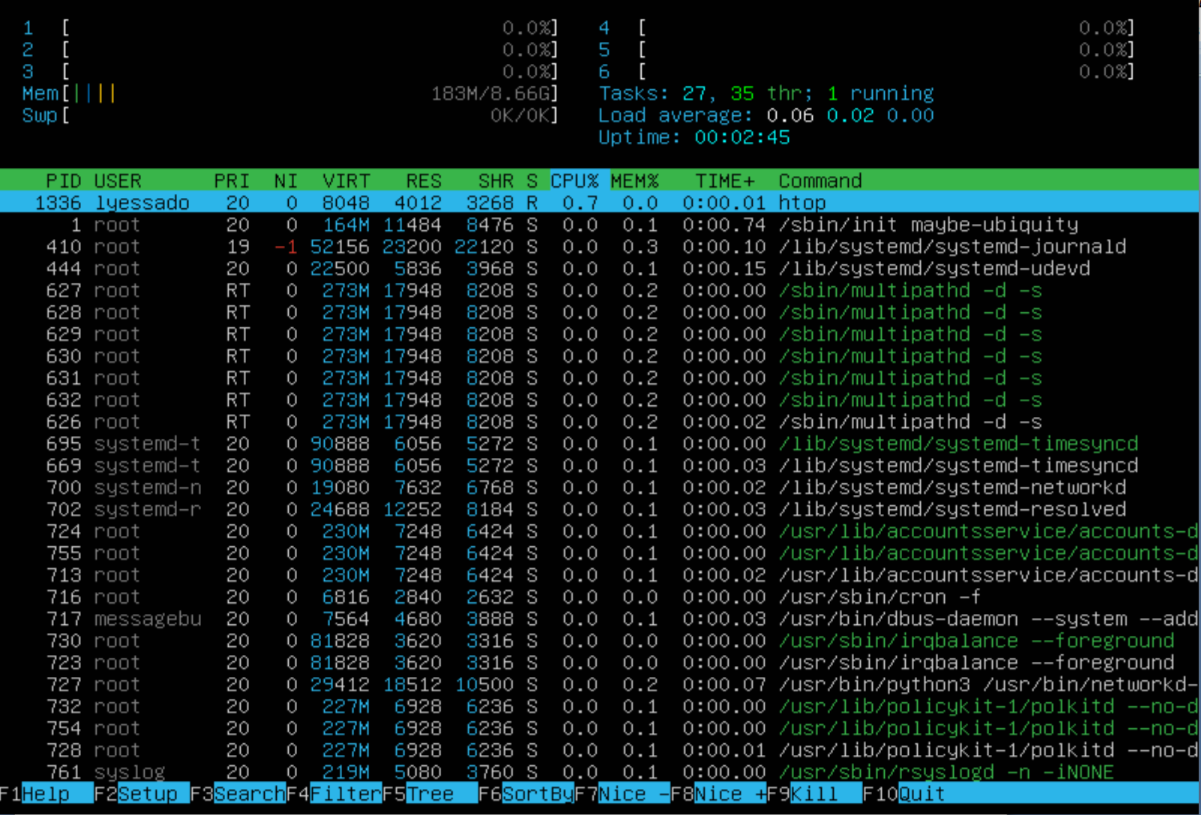 1 [ 0.0%] 4 [ 0.0%]
2 [ 0.0%] 5 [ 0.0%]
3 [ 0.0%] 6 [ 0.0%]
Mem[||||| 183M/8.66G] Tasks: 27, 35 thr; 1 running
Swp[ 0K/0K] Load average: 0.06 0.02 0.00
Uptime: 00:02:45
PID USER PRI NI VIRT RES SHR S CPU% MEM% TIME+ Command
1336 lyessado 20 0 8048 4012 3268 R 0.7 0.0 0:00.01 htop
1 root 20 0 164M 11484 8476 S 0.0 0.1 0:00.74 /sbin/init maybe-ubiquity
410 root 19 -1 52156 23200 22120 S 0.0 0.3 0:00.10 /lib/systemd/systemd-journald
444 root 20 0 22500 5836 3968 S 0.0 0.1 0:00.15 /lib/systemd/systemd-udevd
627 root RT 0 273M 17948 8208 S 0.0 0.2 0:00.00 /sbin/multipathd -d -s
628 root RT 0 273M 17948 8208 S 0.0 0.2 0:00.00 /sbin/multipathd -d -s
629 root RT 0 273M 17948 8208 S 0.0 0.2 0:00.00 /sbin/multipathd -d -s
630 root RT 0 273M 17948 8208 S 0.0 0.2 0:00.00 /sbin/multipathd -d -s
631 root RT 0 273M 17948 8208 S 0.0 0.2 0:00.00 /sbin/multipathd -d -s
632 root RT 0 273M 17948 8208 S 0.0 0.2 0:00.00 /sbin/multipathd -d -s
626 root RT 0 273M 17948 8208 S 0.0 0.2 0:00.02 /sbin/multipathd -d -s
695 systemd-t 20 0 90888 6056 5272 S 0.0 0.1 0:00.00 /lib/systemd/systemd-timesyncd
669 systemd-t 20 0 90888 6056 5272 S 0.0 0.1 0:00.03 /lib/systemd/systemd-timesyncd
700 systemd-n 20 0 19080 7632 6768 S 0.0 0.1 0:00.02 /lib/systemd/systemd-networkd
702 systemd-r 20 0 24688 12252 8184 S 0.0 0.1 0:00.03 /lib/systemd/systemd-resolved
724 root 20 0 230M 7248 6424 S 0.0 0.1 0:00.00 /usr/lib/accountsservice/accounts-d
755 root 20 0 230M 7248 6424 S 0.0 0.1 0:00.00 /usr/lib/accountsservice/accounts-d
713 root 20 0 230M 7248 6424 S 0.0 0.1 0:00.02 /usr/lib/accountsservice/accounts-d
716 root 20 0 6816 2840 2632 S 0.0 0.0 0:00.00 /usr/sbin/cron -f
717 messagebu 20 0 7564 4680 3888 S 0.0 0.1 0:00.03 /usr/bin/dbus-daemon --system --add
730 root 20 0 81828 3620 3316 S 0.0 0.0 0:00.00 /usr/sbin/irqbalance --foreground
723 root 20 0 81828 3620 3316 S 0.0 0.0 0:00.00 /usr/sbin/irqbalance --foreground
727 root 20 0 29412 18512 10500 S 0.0 0.2 0:00.07 /usr/bin/python3 /usr/bin/networkd-
732 root 20 0 227M 6928 6236 S 0.0 0.1 0:00.00 /usr/lib/policykit-1/polkitd --no-d
754 root 20 0 227M 6928 6236 S 0.0 0.1 0:00.00 /usr/lib/policykit-1/polkitd --no-d
728 root 20 0 227M 6928 6236 S 0.0 0.1 0:00.01 /usr/lib/policykit-1/polkitd --no-d
761 syslog 20 0 219M 5080 3760 S 0.0 0.1 0:00.00 /usr/sbin/rsyslogd -n -iNONE
F1Help F2Setup F3SearchF4FilterF5Tree F6SortByF7Nice -F8Nice +F9Kill F10Quit